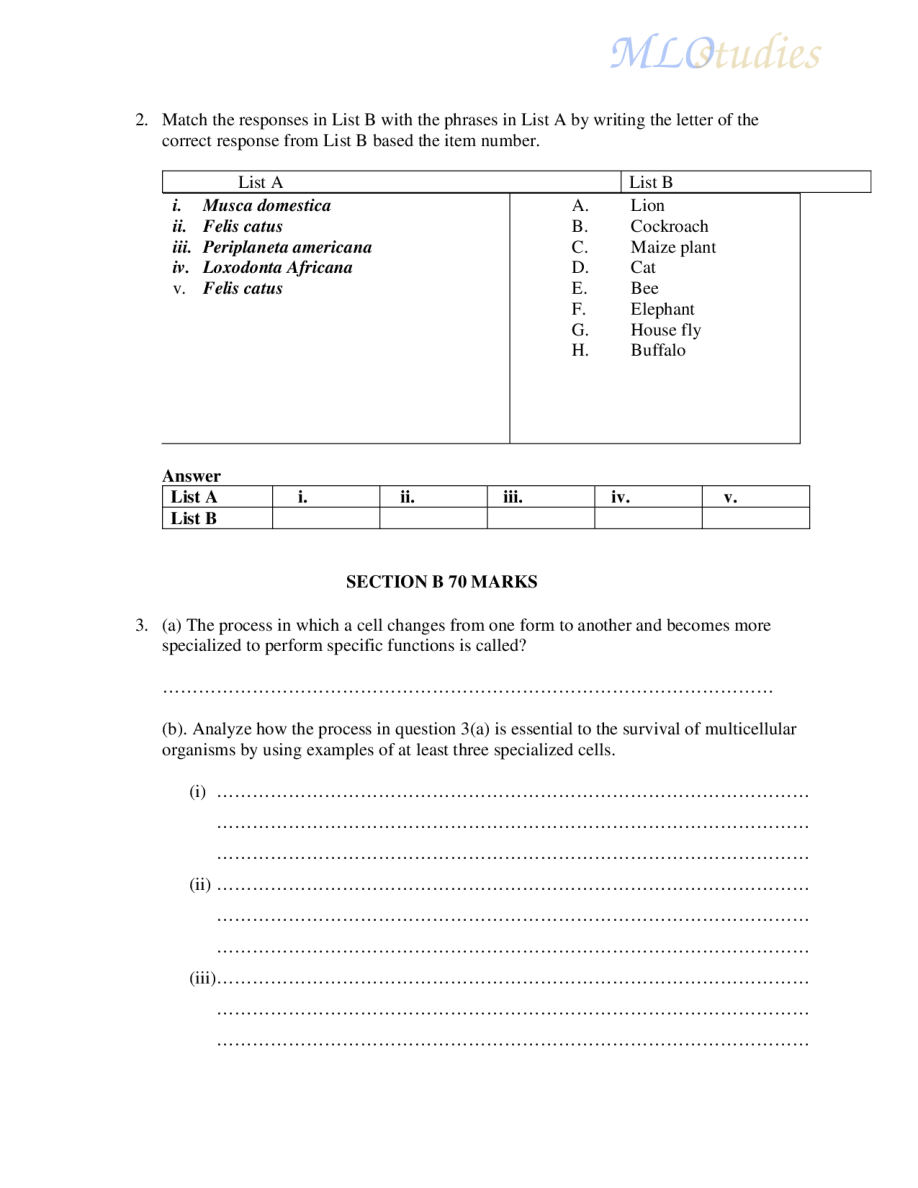 MLOstudies
2. Match the responses in List B with the phrases in List A by writing the letter of the
correct response from List B based the item number.
List A List B
i. Musca domestica
ii. Felis catus
iii. Periplaneta americana
iv. Loxodonta Africana
v. Felis catus
A. Lion
B. Cockroach
C. Maize plant
D. Cat
E. Bee
F. Elephant
G. House fly
H. Buffalo
Answer
List A i. ii. iii. iv. v.
List B
SECTION B 70 MARKS
3. (a) The process in which a cell changes from one form to another and becomes more
specialized to perform specific functions is called?
…………………………………………………………………………………………
(b). Analyze how the process in question 3(a) is essential to the survival of multicellular
organisms by using examples of at least three specialized cells.
(i) ………………………………………………………………………………………
………………………………………………………………………………………
………………………………………………………………………………………
(ii) ………………………………………………………………………………………
………………………………………………………………………………………
………………………………………………………………………………………
(iii)………………………………………………………………………………………
………………………………………………………………………………………
………………………………………………………………………………………